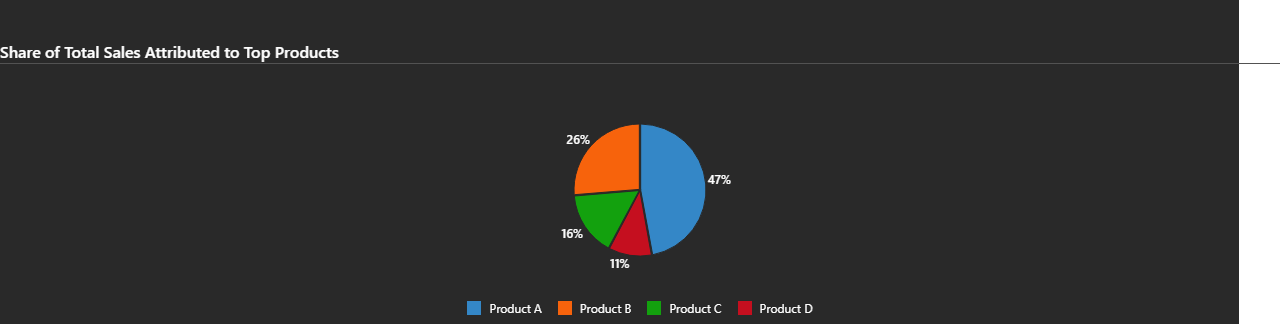 Share of Total Sales Attributed to Top Products
26%
47%
16%
11%
Product A Product B Product C Product D